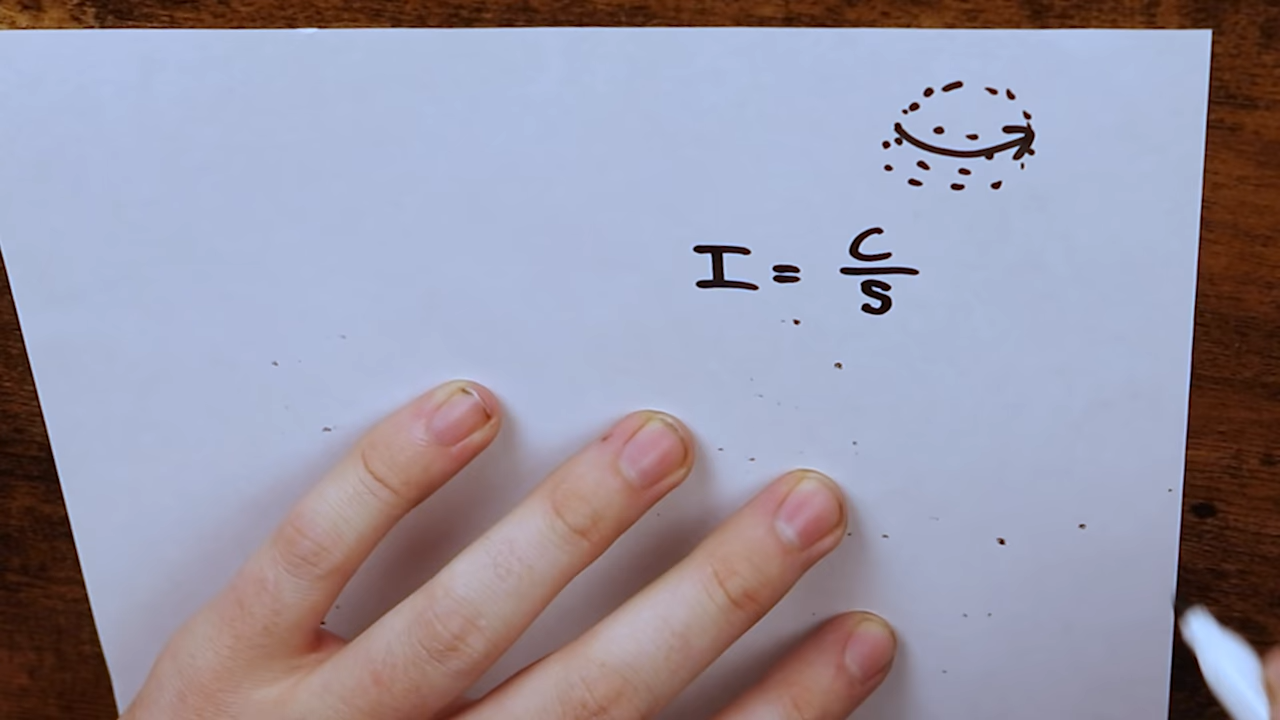 I = C/S